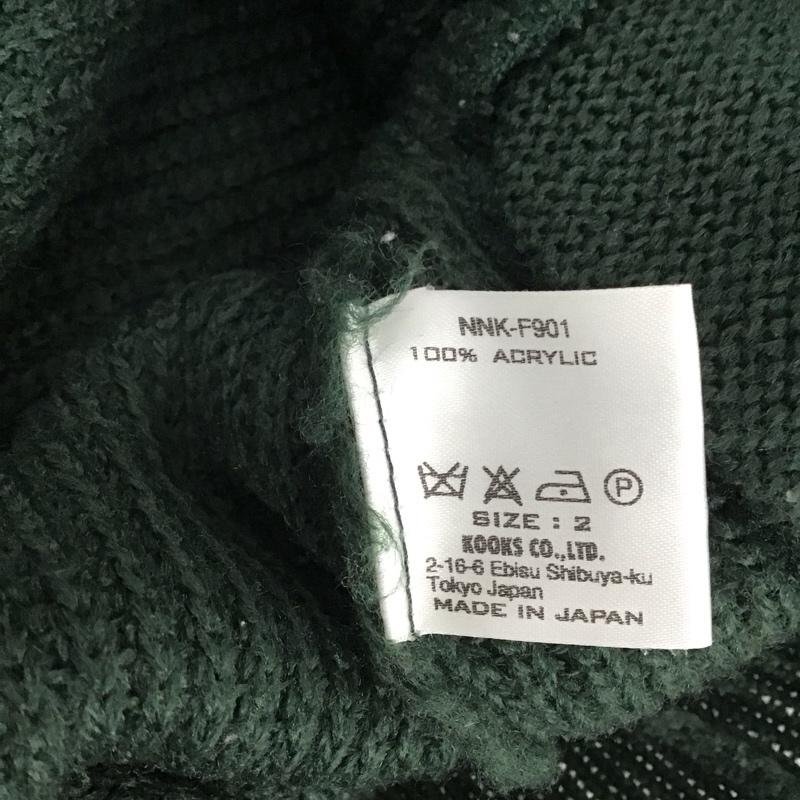 NNK-F901
100% ACRYLIC
P
SIZE : 2
KOOKS CO.,LTD.
2-16-6 Ebisu Shibuya-ku
Tokyo Japan
MADE IN JAPAN